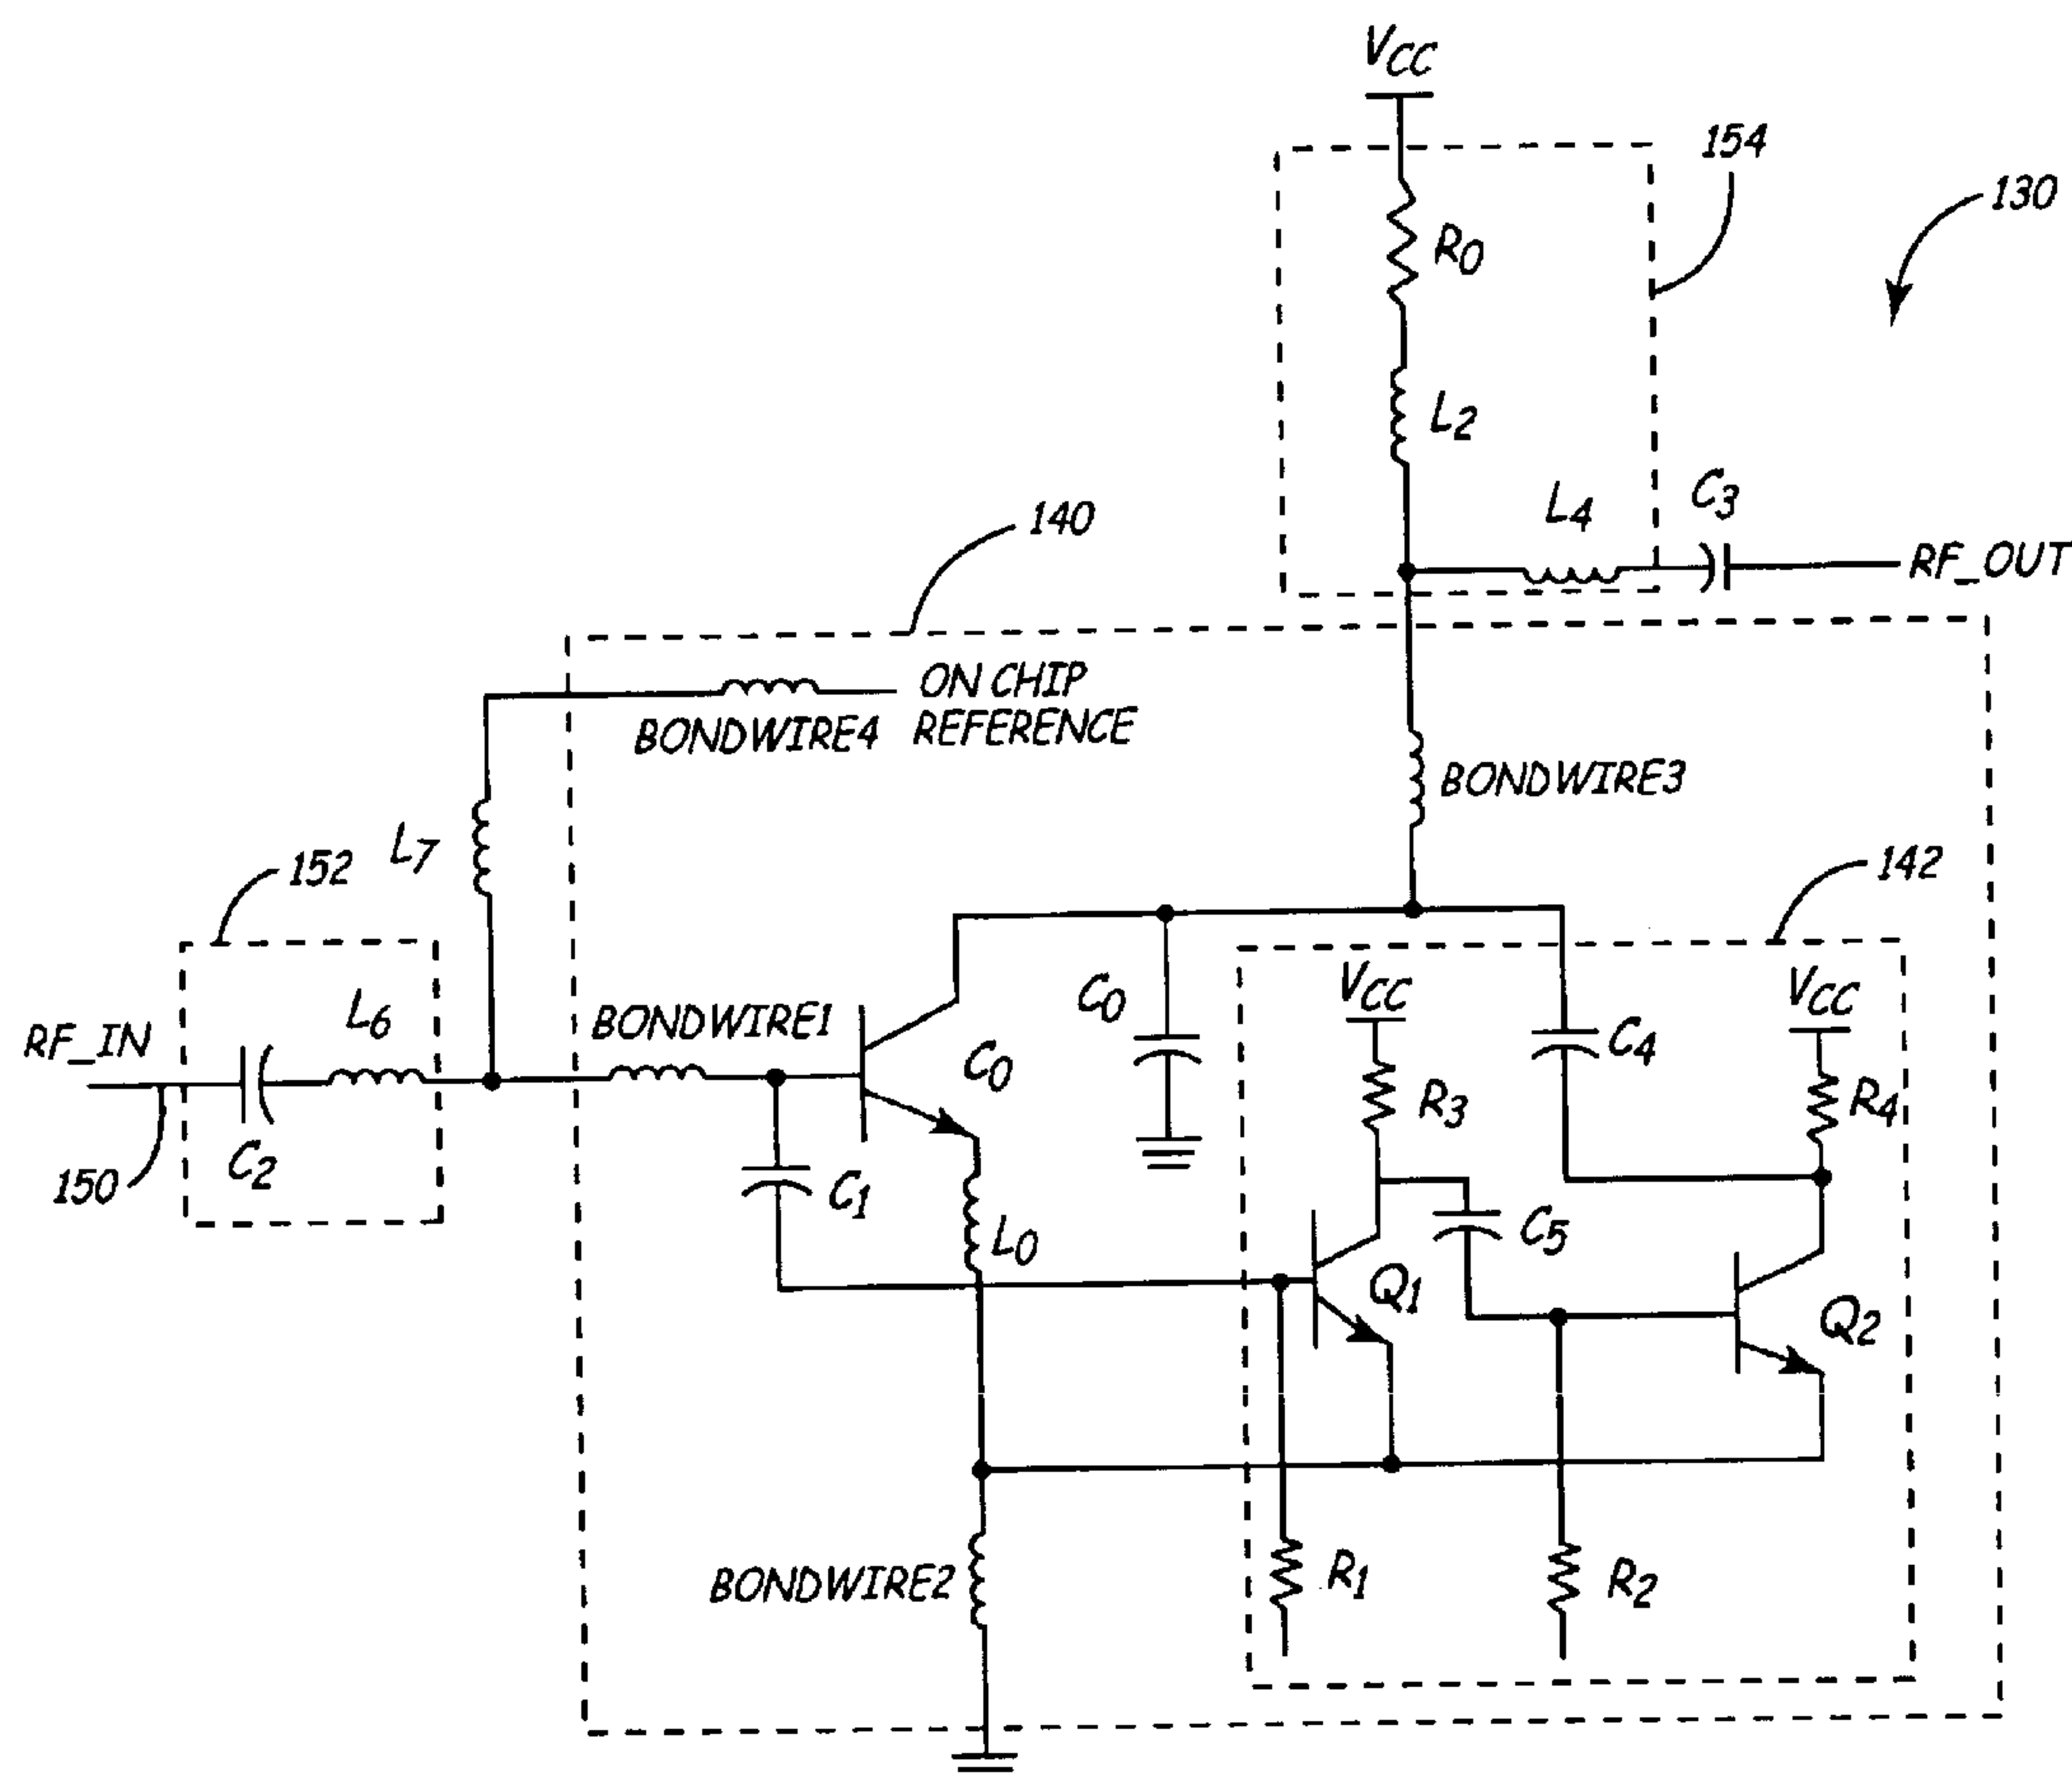 VCC
154
130
R0
L2
140
L4
C3
RF_OUT
ON CHIP
REFERENCE
BONDWIRE4
BONDWIRE3
L7
152
142
VCC
VCC
C0
RF_IN
L6
BONDWIRE1
C0
C4
R3
R4
150
C2
C1
L0
C5
Q1
Q2
BONDWIRE2
R1
R2